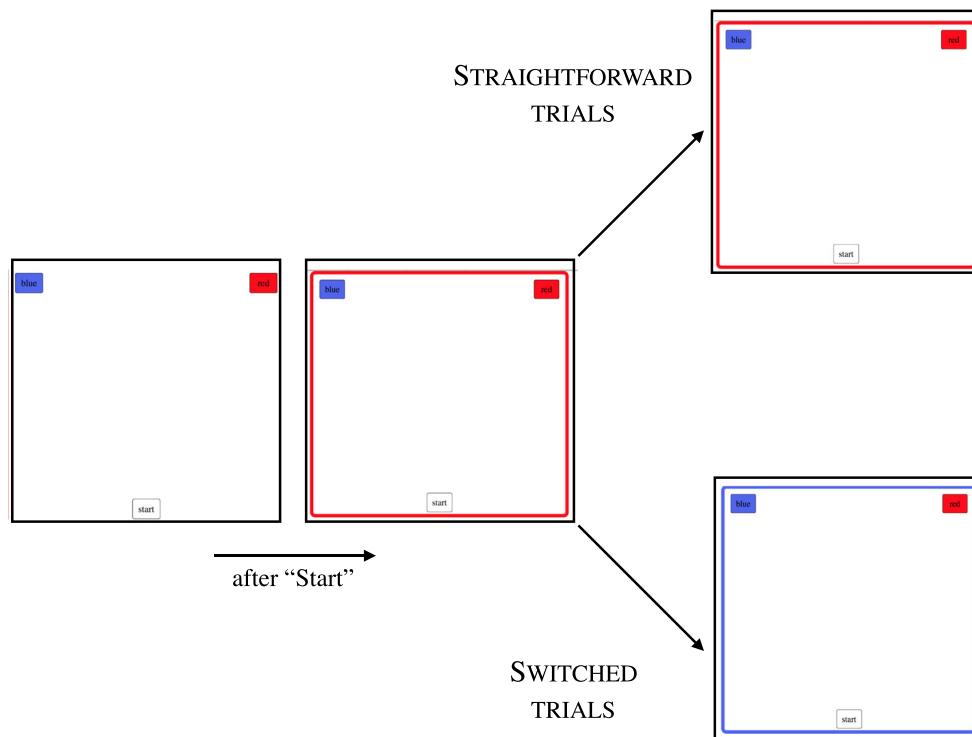 blue red
STRAIGHTFORWARD
TRIALS
start
blue red
blue red
start
start
after “Start”
blue red
SWITCHED
TRIALS
start